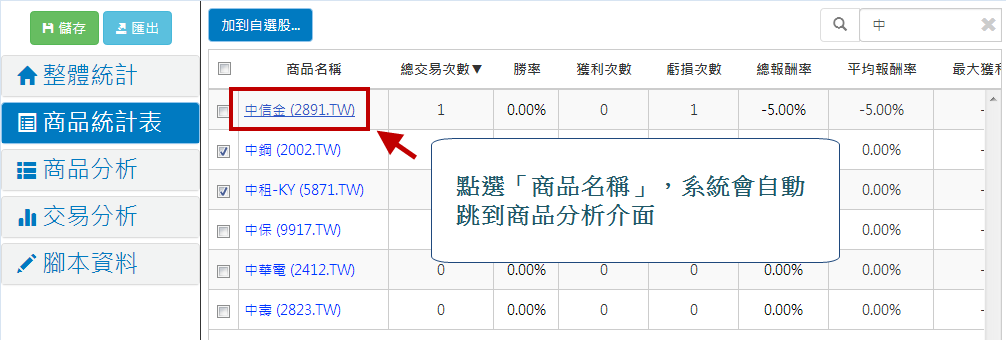 儲存 匯出
整體統計
商品統計表
商品分析
交易分析
腳本資料
加到自選股... 中
商品名稱 總交易次數▼ 勝率 獲利次數 虧損次數 總報酬率 平均報酬率 最大獲利
中信金 (2891.TW) 1 0.00% 0 1 -5.00% -5.00% -
中鋼 (2002.TW) 0.00% -
中租-KY (5871.TW) 0.00% -
中保 (9917.TW) 0.00% -
中華電 (2412.TW) 0 0.00% 0 0 0.00% 0.00% -
中壽 (2823.TW) 0 0.00% 0 0 0.00% 0.00% -
點選「商品名稱」，系統會自動
跳到商品分析介面